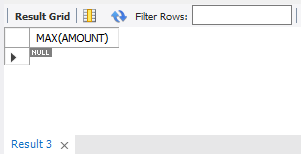 Result Grid Filter Rows:
MAX(AMOUNT)
NULL
Result 3 ×